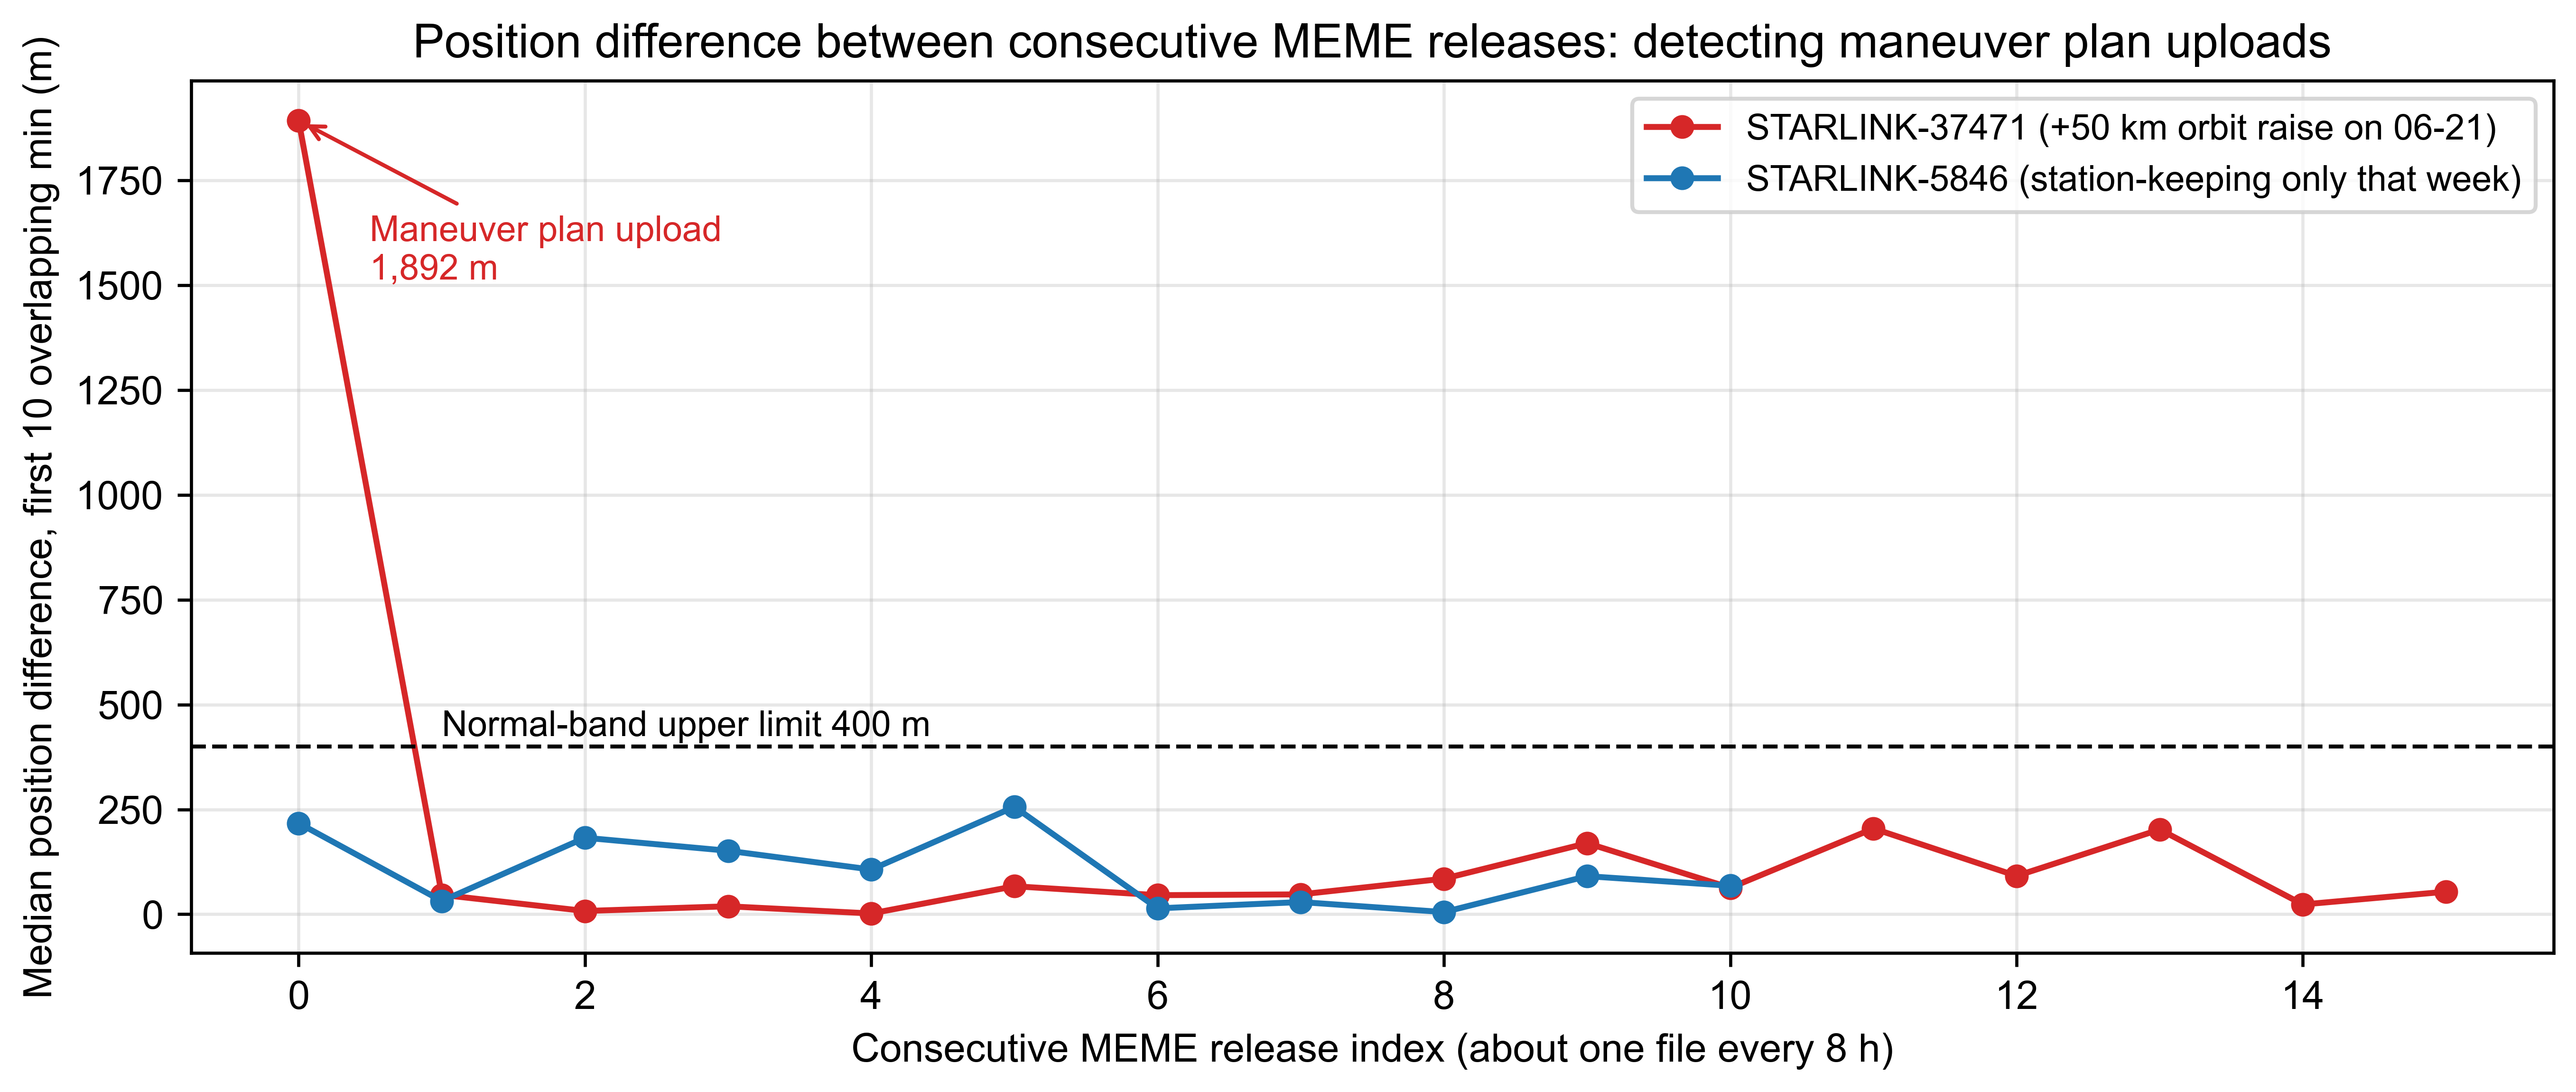 Position difference between consecutive MEME releases: detecting maneuver plan uploads
Median position difference, first 10 overlapping min (m)
1750
1500
1250
1000
750
500
250
0
STARLINK-37471 (+50 km orbit raise on 06-21)
STARLINK-5846 (station-keeping only that week)
Maneuver plan upload
1,892 m
Normal-band upper limit 400 m
0
2
4
6
8
10
12
14
Consecutive MEME release index (about one file every 8 h)